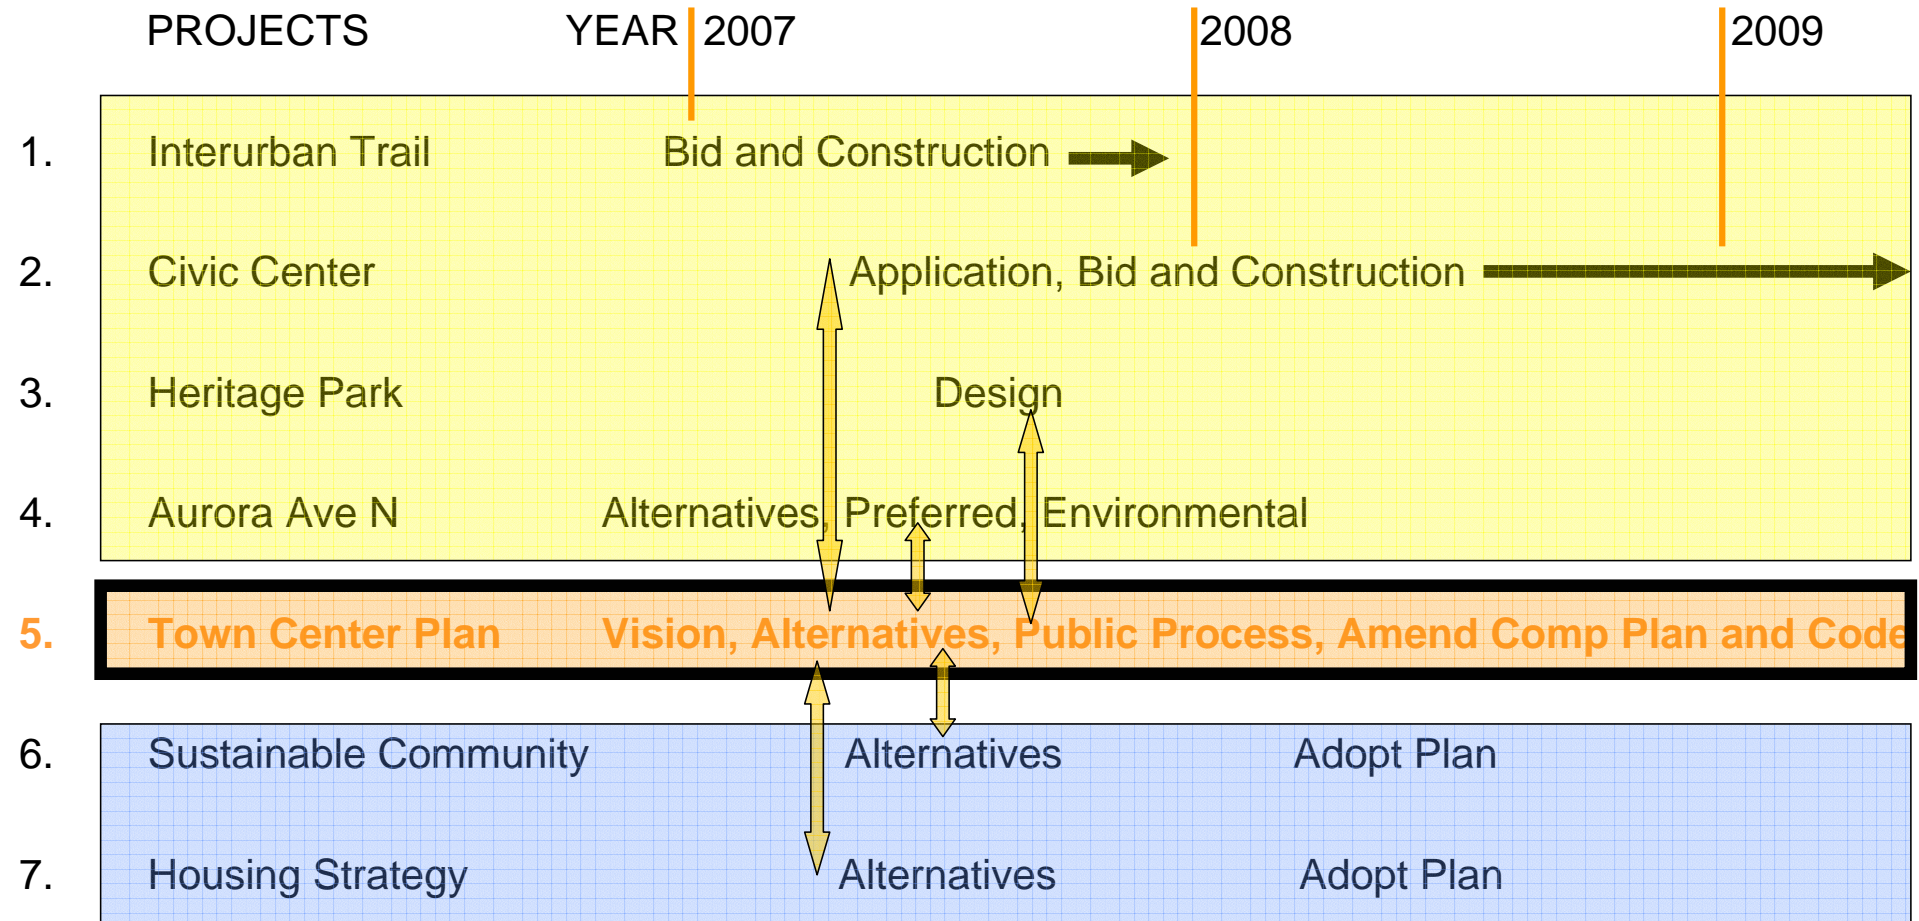 PROJECTS YEAR 2007 2008 2009
1. Interurban Trail Bid and Construction
2. Civic Center Application, Bid and Construction
3. Heritage Park Design
4. Aurora Ave N Alternatives, Preferred, Environmental
5. Town Center Plan Vision, Alternatives, Public Process, Amend Comp Plan and Code
6. Sustainable Community Alternatives Adopt Plan
7. Housing Strategy Alternatives Adopt Plan